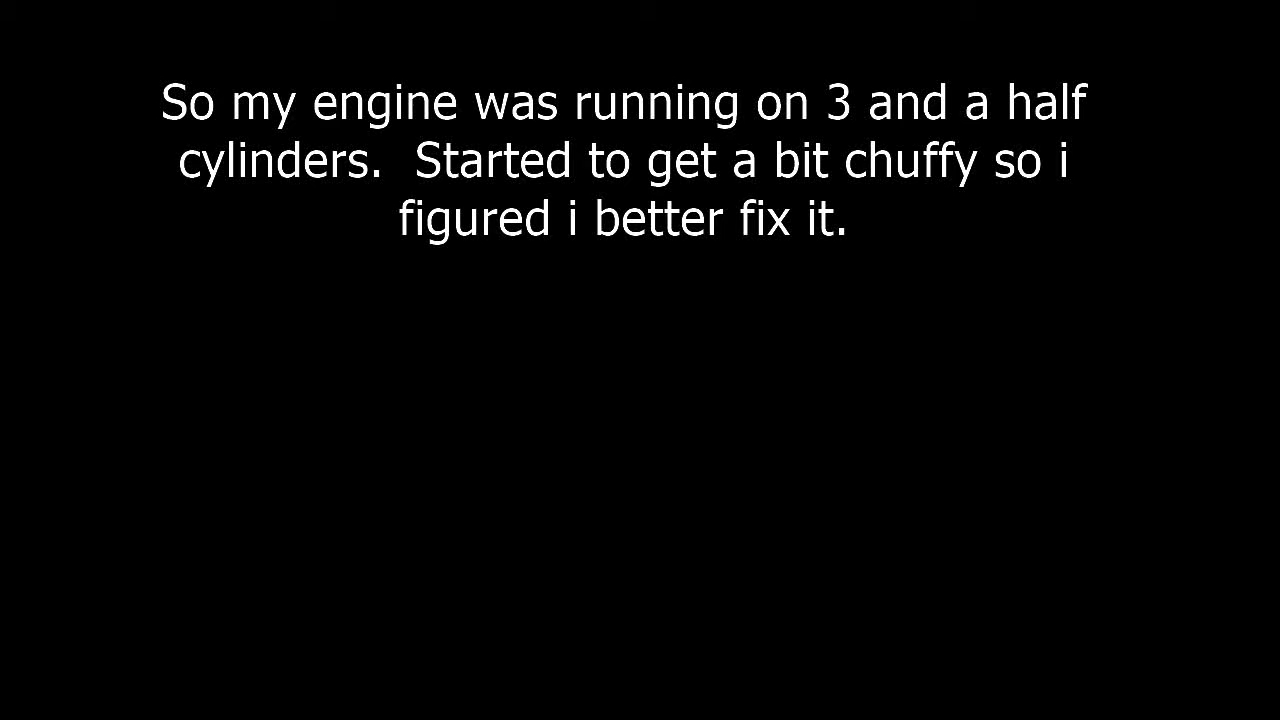 So my engine was running on 3 and a half
cylinders.  Started to get a bit chuffy so i
figured i better fix it.